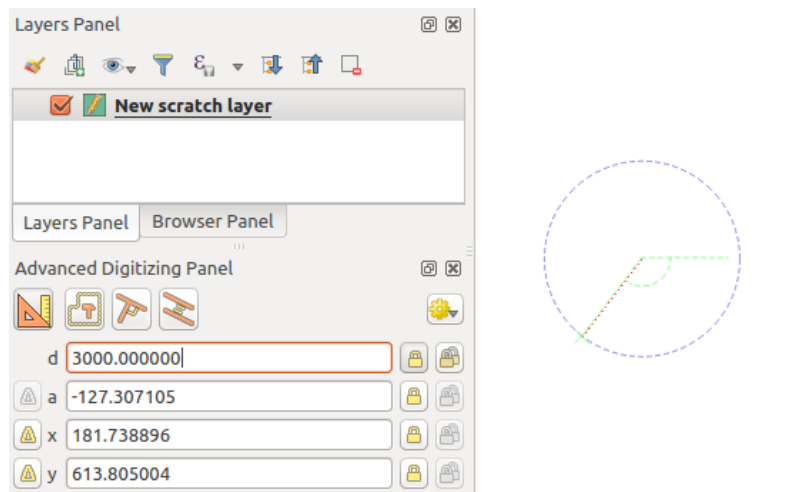 Layers Panel
New scratch layer
Layers Panel
Browser Panel
Advanced Digitizing Panel
d 3000.000000
a -127.307105
x 181.738896
y 613.805004